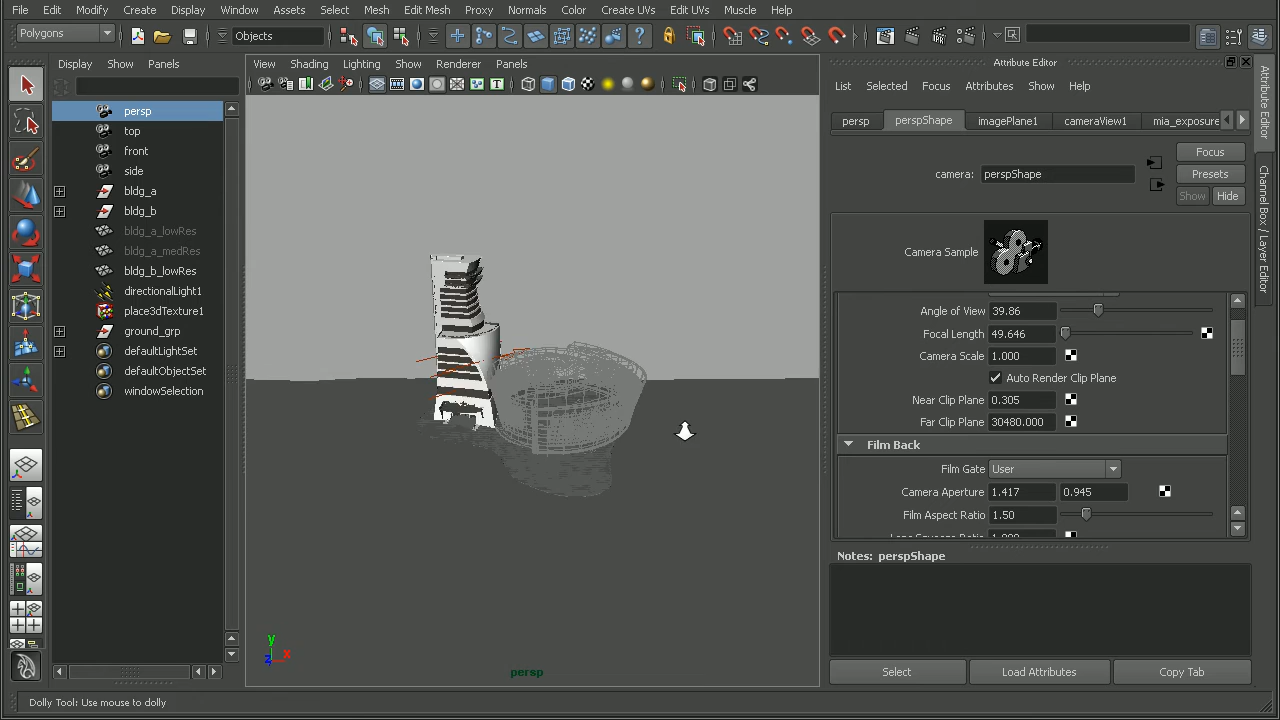 File Edit Modify Create Display Window Assets Select Mesh Edit Mesh Proxy Normals Color Create UVs Edit UVs Muscle Help
Polygons Objects
Display Show Panels
View Shading Lighting Show Renderer Panels
Attribute Editor
List Selected Focus Attributes Show Help
persp
top
front
side
bldg_a
bldg_b
bldg_a_lowRes
bldg_a_medRes
bldg_b_lowRes
directionalLight1
place3dTexture1
ground_grp
defaultLightSet
defaultObjectSet
windowSelection
y
z x
persp
persp perspShape imagePlane1 cameraView1 mia_exposure
Focus
camera: perspShape Presets
Show Hide
Camera Sample
Angle of View 39.86
Focal Length 49.646
Camera Scale 1.000
Auto Render Clip Plane
Near Clip Plane 0.305
Far Clip Plane 30480.000
Film Back
Film Gate User
Camera Aperture 1.417 0.945
Film Aspect Ratio 1.50
Lens Squeeze Ratio 1.000
Notes: perspShape
Select Load Attributes Copy Tab
Attribute Editor
Channel Box / Layer Editor
Dolly Tool: Use mouse to dolly